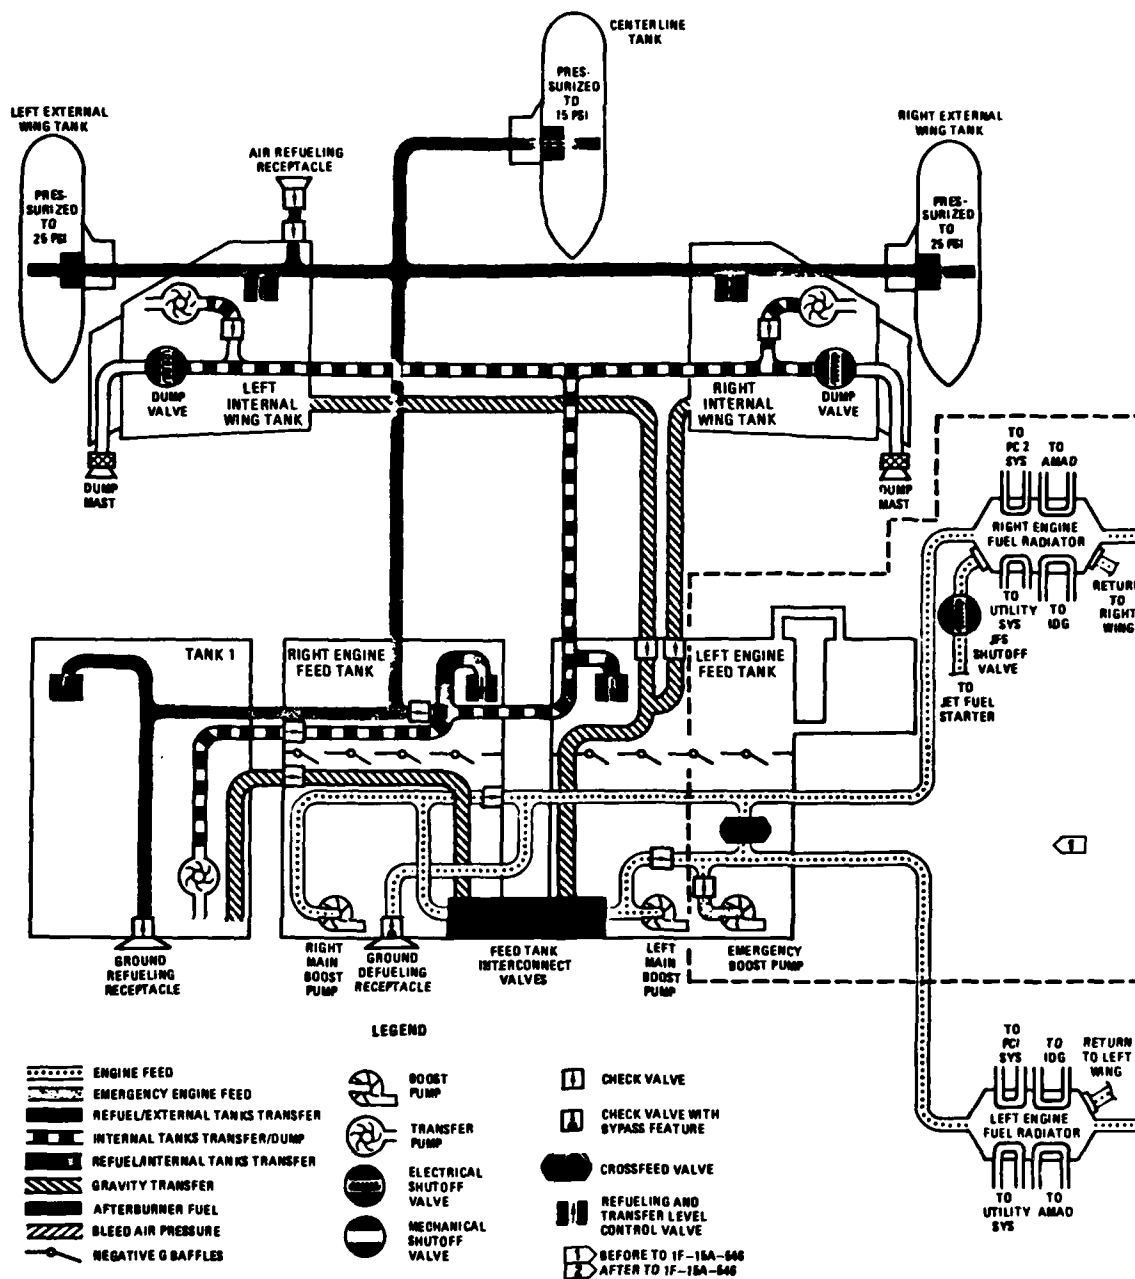 CENTERLINE
TANK
PRES-
SURIZED
TO
15 PSI
LEFT EXTERNAL
WING TANK
RIGHT EXTERNAL
WING TANK
AIR REFUELING
RECEPTACLE
PRES-
SURIZED
TO
25 PSI
PRES-
SURIZED
TO
25 PSI
DUMP
VALVE
LEFT
INTERNAL
WING TANK
RIGHT
INTERNAL
WING TANK
DUMP
VALVE
DUMP
MAST
DUMP
MAST
TO
PC 2
SYS
TO
AMAD
RIGHT ENGINE
FUEL RADIATOR
TO
UTILITY
SYS
TO
IDG
RETURN
TO
RIGHT
WING
JFS
SHUTOFF
VALVE
TO
JET FUEL
STARTER
TANK 1
RIGHT ENGINE
FEED TANK
LEFT ENGINE
FEED TANK
1
GROUND
REFUELING
RECEPTACLE
RIGHT
MAIN
BOOST
PUMP
GROUND
DEFUELING
RECEPTACLE
FEED TANK
INTERCONNECT
VALVES
LEFT
MAIN
BOOST
PUMP
EMERGENCY
BOOST PUMP
TO
PC1
SYS
TO
IDG
RETURN
TO LEFT
WING
LEFT ENGINE
FUEL RADIATOR
TO
UTILITY
SYS
TO
AMAD
LEGEND
ENGINE FEED
EMERGENCY ENGINE FEED
REFUEL/EXTERNAL TANKS TRANSFER
INTERNAL TANKS TRANSFER/DUMP
REFUEL/INTERNAL TANKS TRANSFER
GRAVITY TRANSFER
AFTERBURNER FUEL
BLEED AIR PRESSURE
NEGATIVE G BAFFLES
BOOST
PUMP
TRANSFER
PUMP
ELECTRICAL
SHUTOFF
VALVE
MECHANICAL
SHUTOFF
VALVE
CHECK VALVE
CHECK VALVE WITH
BYPASS FEATURE
CROSSFEED VALVE
REFUELING AND
TRANSFER LEVEL
CONTROL VALVE
1 BEFORE TO 1F-15A-646
2 AFTER TO 1F-15A-646